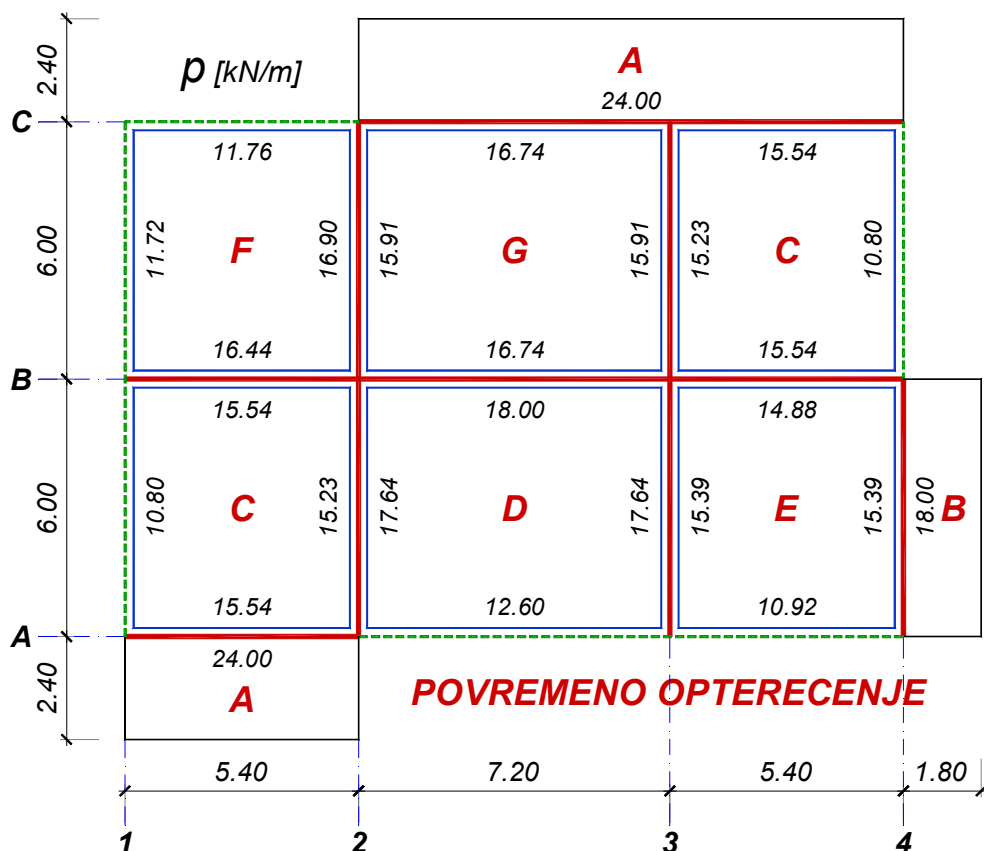 2.40
p [kN/m]
A
24.00
C
6.00
11.76
11.72
F
16.90
16.44
16.74
15.91
G
15.91
16.74
15.54
15.23
C
10.80
15.54
B
6.00
15.54
10.80
C
15.23
15.54
18.00
17.64
D
17.64
12.60
14.88
15.39
E
15.39
10.92
18.00
B
A
2.40
24.00
A
POVREMENO OPTERECENJE
5.40
7.20
5.40
1.80
1
2
3
4